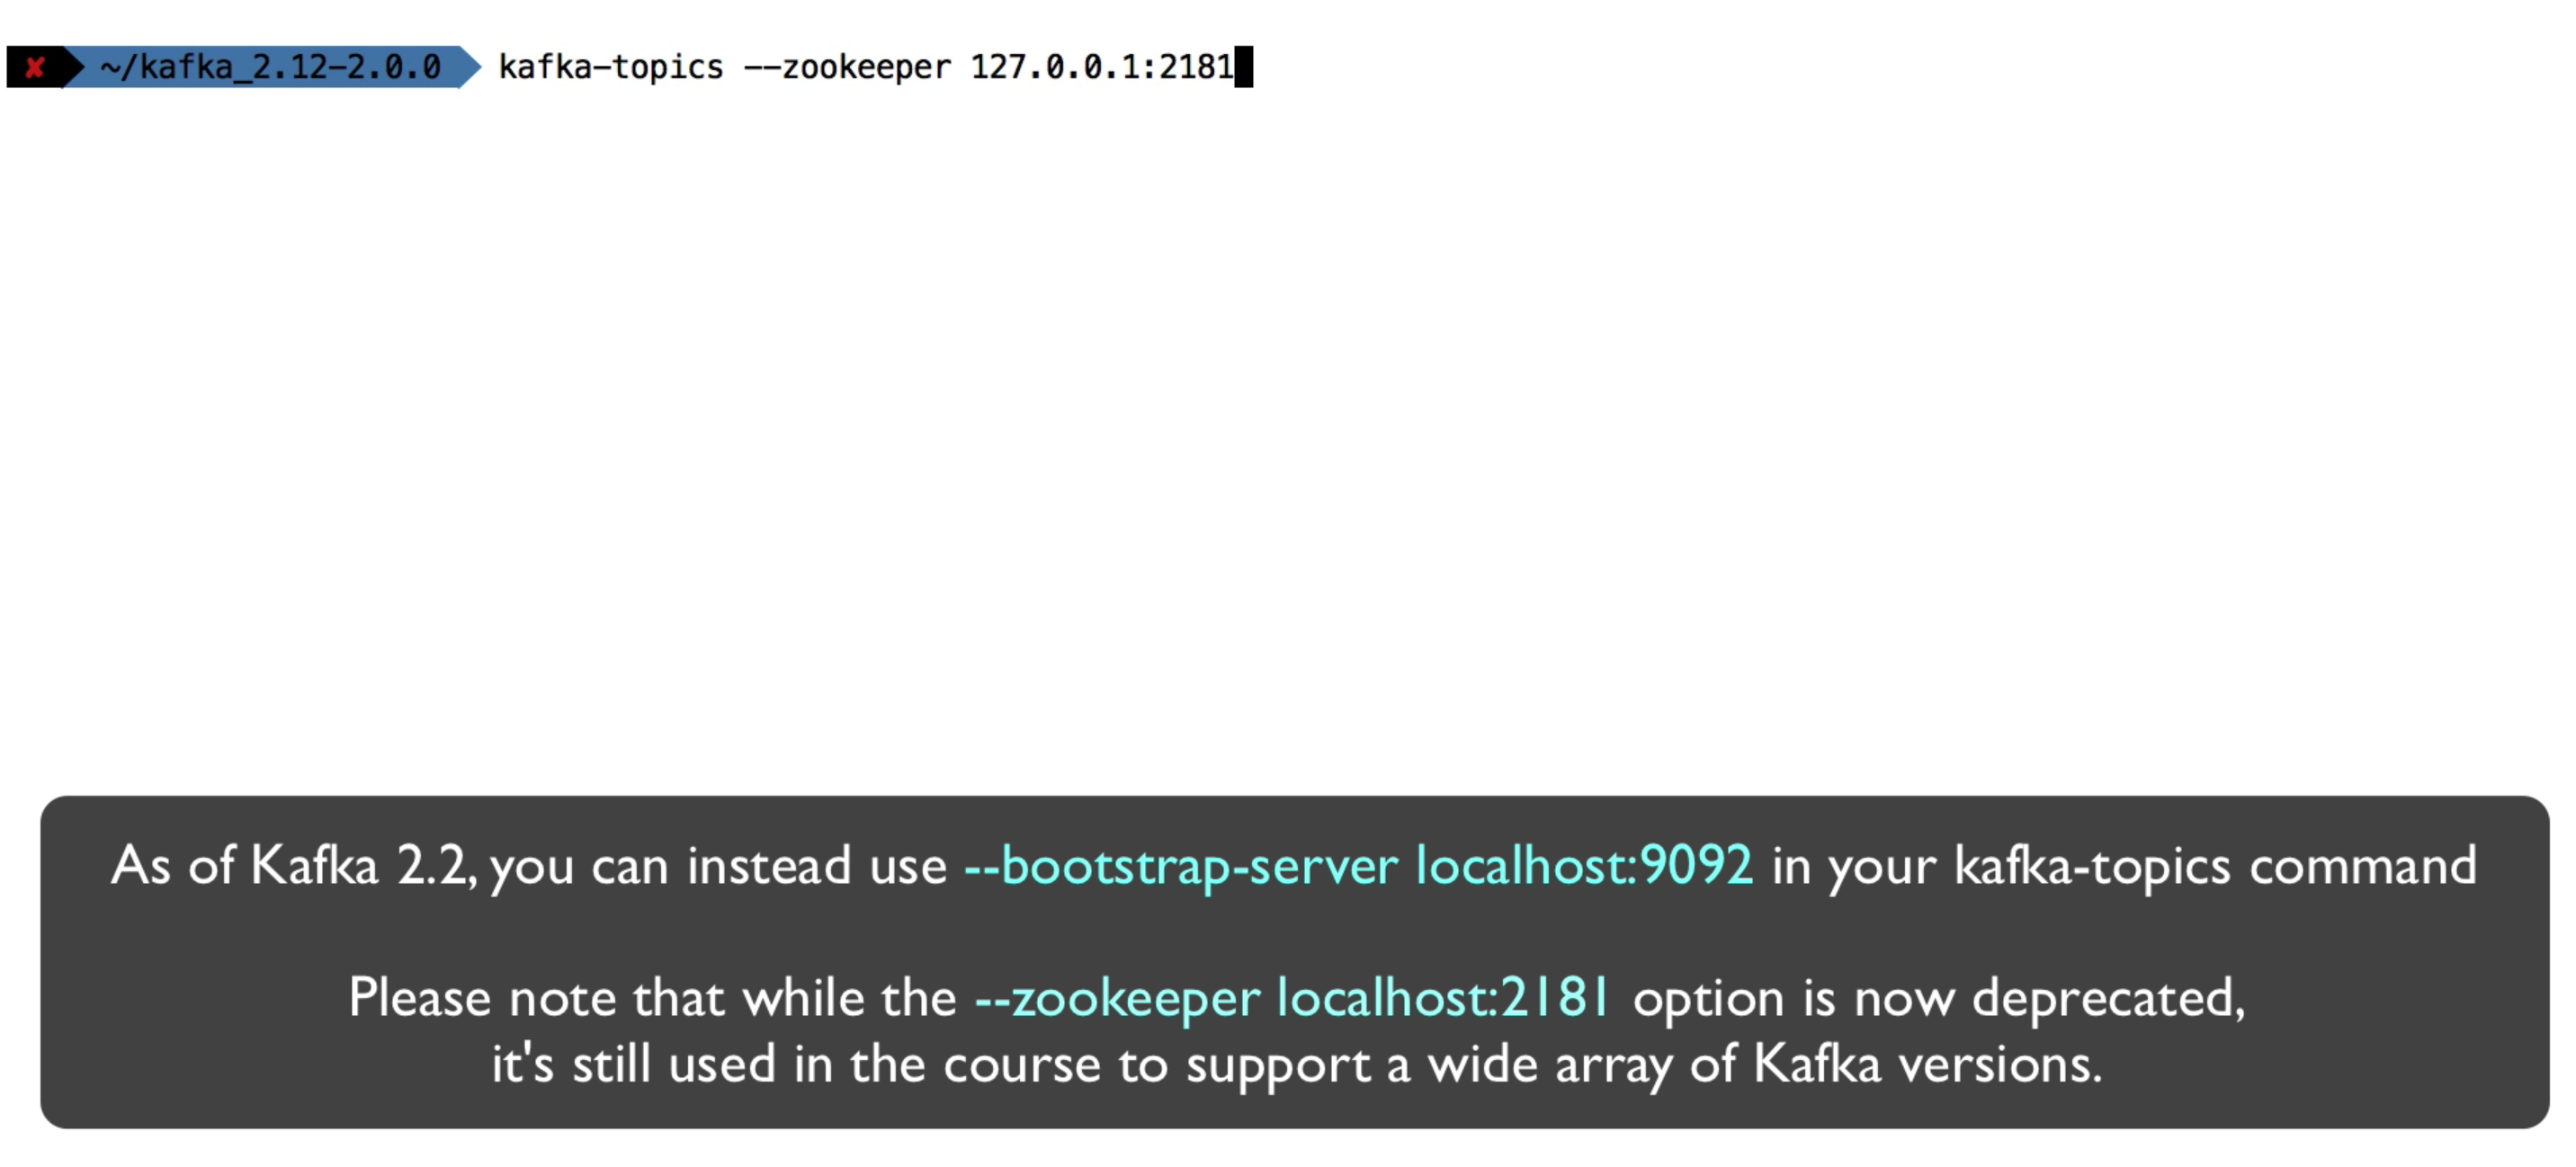 ✘ ~/kafka_2.12-2.0.0 kafka-topics --zookeeper 127.0.0.1:2181
As of Kafka 2.2, you can instead use --bootstrap-server localhost:9092 in your kafka-topics command
Please note that while the --zookeeper localhost:2181 option is now deprecated,
it's still used in the course to support a wide array of Kafka versions.